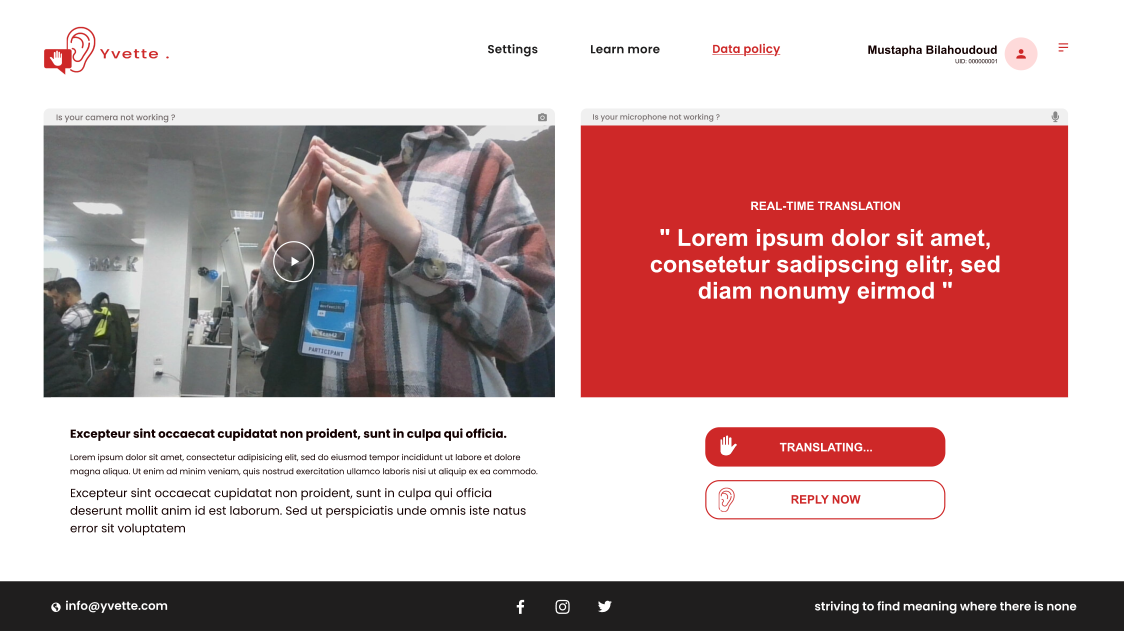 Yvette .
Settings
Learn more
Data policy
Mustapha Bilahoudoud
UID: 000000001
Is your camera not working ?
Is your microphone not working ?
PARTICIPANT
REAL-TIME TRANSLATION
" Lorem ipsum dolor sit amet,
consetetur sadipscing elitr, sed
diam nonumy eirmod "
Excepteur sint occaecat cupidatat non proident, sunt in culpa qui officia.
Lorem ipsum dolor sit amet, consectetur adipisicing elit, sed do eiusmod tempor incididunt ut labore et dolore
magna aliqua. Ut enim ad minim veniam, quis nostrud exercitation ullamco laboris nisi ut aliquip ex ea commodo.
Excepteur sint occaecat cupidatat non proident, sunt in culpa qui officia
deserunt mollit anim id est laborum. Sed ut perspiciatis unde omnis iste natus
error sit voluptatem
TRANSLATING...
REPLY NOW
info@yvette.com
striving to find meaning where there is none